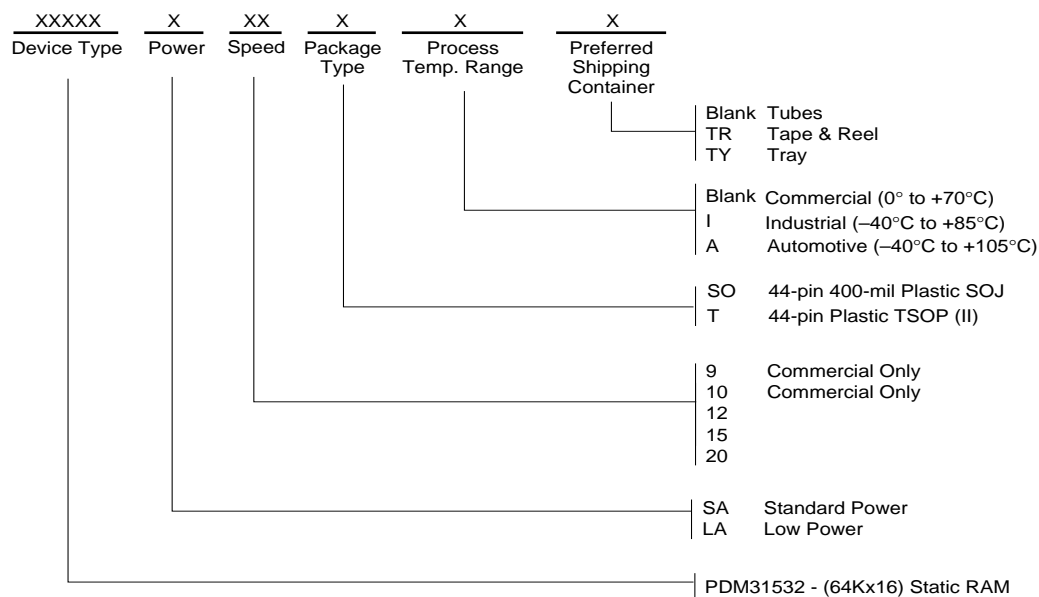 XXXXX X XX X X X
Device Type Power Speed Package Type Process Temp. Range Preferred Shipping Container
Blank Tubes
TR Tape & Reel
TY Tray
Blank Commercial (0° to +70°C)
I Industrial (–40°C to +85°C)
A Automotive (–40°C to +105°C)
SO 44-pin 400-mil Plastic SOJ
T 44-pin Plastic TSOP (II)
9 Commercial Only
10 Commercial Only
12
15
20
SA Standard Power
LA Low Power
PDM31532 - (64Kx16) Static RAM